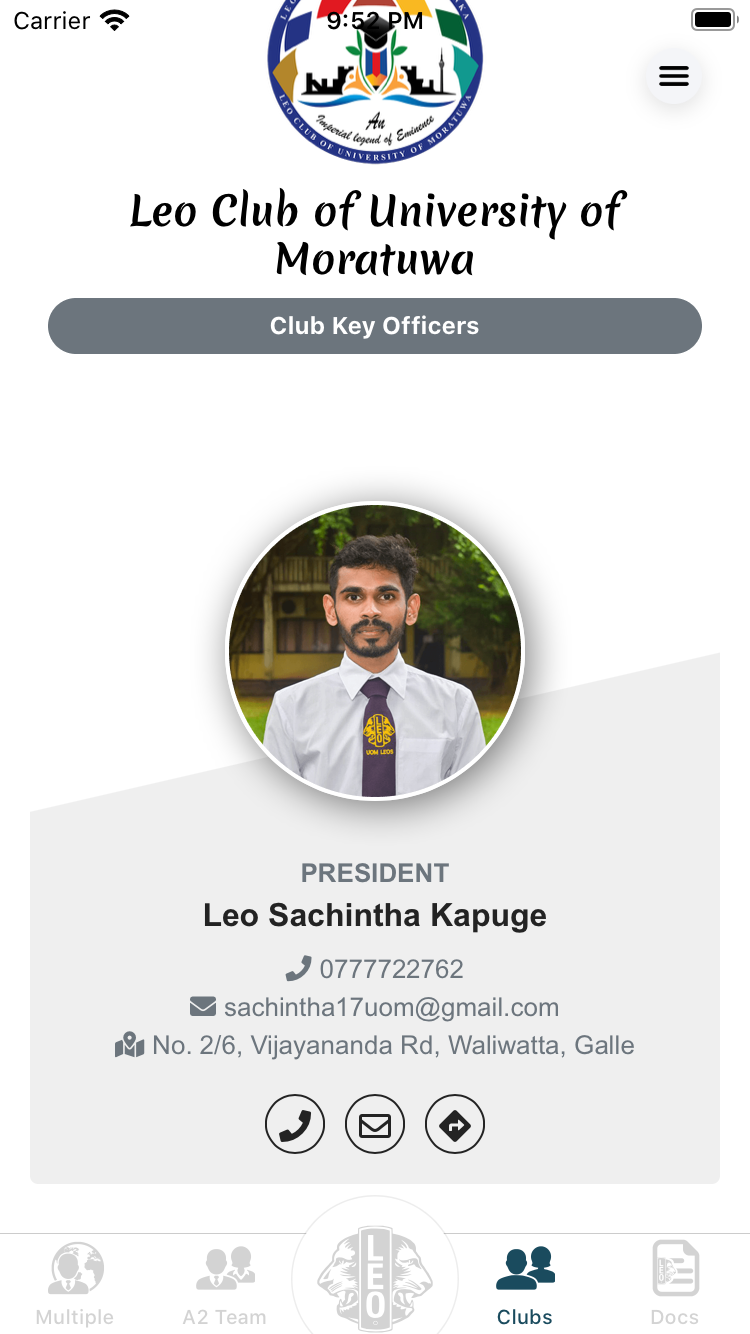 Carrier 9:52 PM
An
Imperial legend of Eminence
LEO CLUB OF UNIVERSITY OF MORATUWA
Leo Club of University of
Moratuwa
Club Key Officers
LEO
UOM LEOS
PRESIDENT
Leo Sachintha Kapuge
0777722762
sachintha17uom@gmail.com
No. 2/6, Vijayananda Rd, Waliwatta, Galle
LEO
Multiple A2 Team Clubs Docs